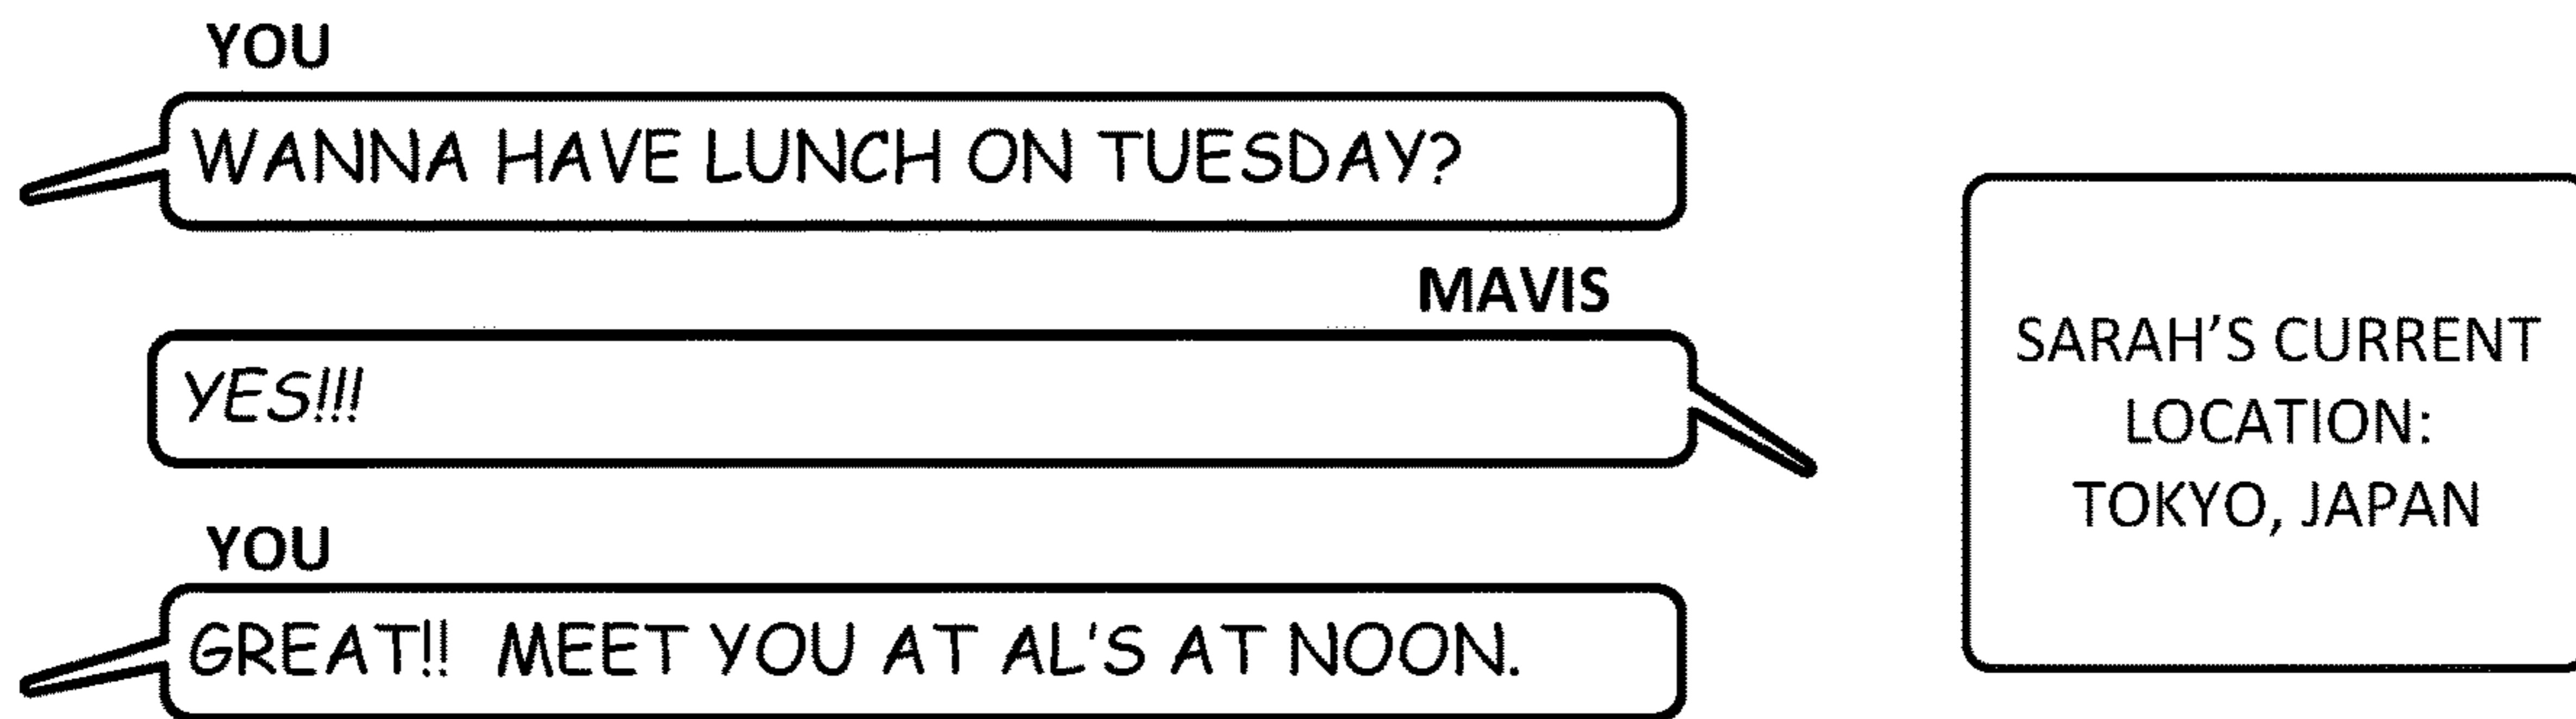 YOU
WANNA HAVE LUNCH ON TUESDAY?
MAVIS
YES!!!
YOU
GREAT!! MEET YOU AT AL'S AT NOON.
SARAH'S CURRENT
LOCATION:
TOKYO, JAPAN